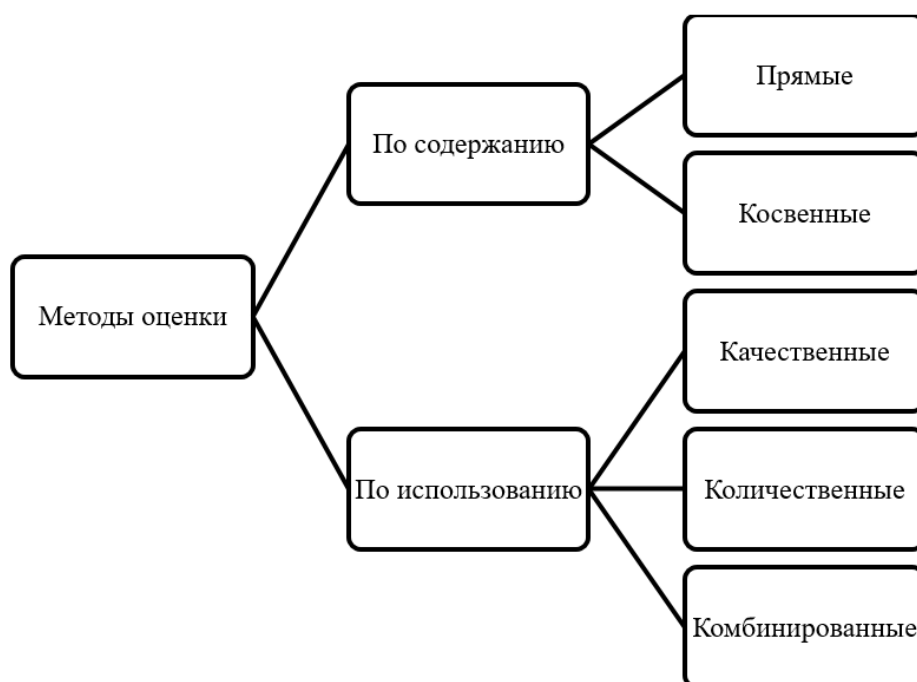 Методы оценки
По содержанию
Прямые
Косвенные
По использованию
Качественные
Количественные
Комбинированные